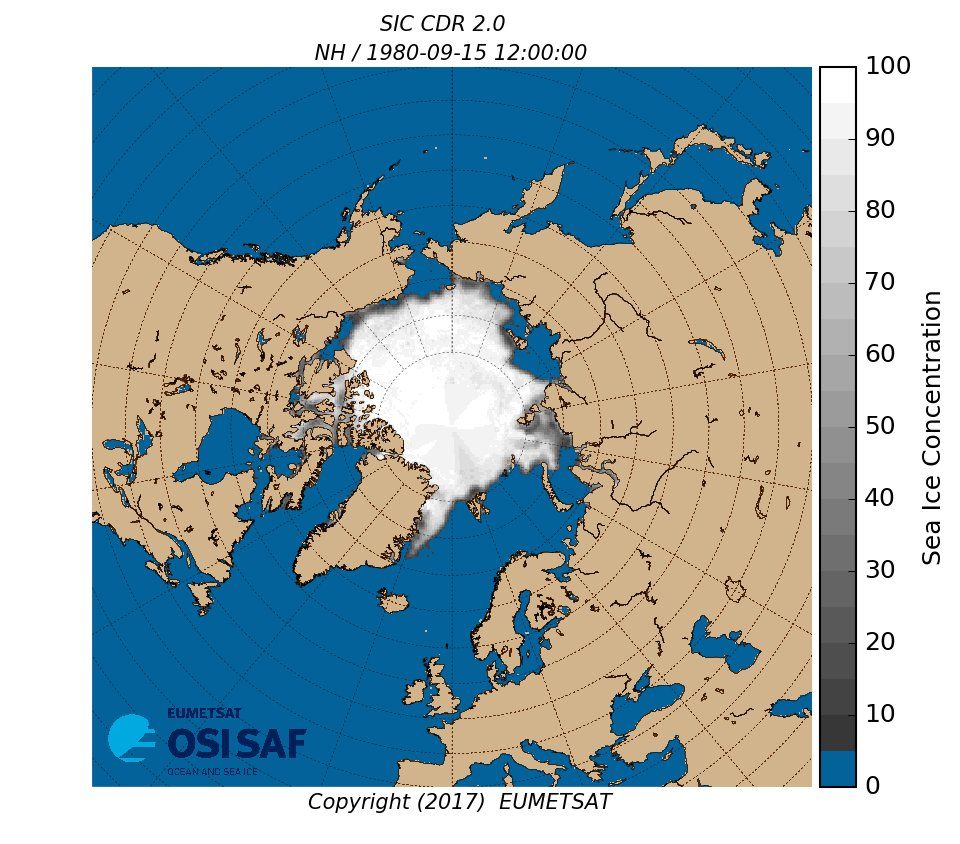 SIC CDR 2.0
NH / 1980-09-15 12:00:00
100
90
80
70
60
50
40
30
20
10
0
Sea Ice Concentration
EUMETSAT
OSI SAF
OCEAN AND SEA ICE
Copyright (2017)  EUMETSAT